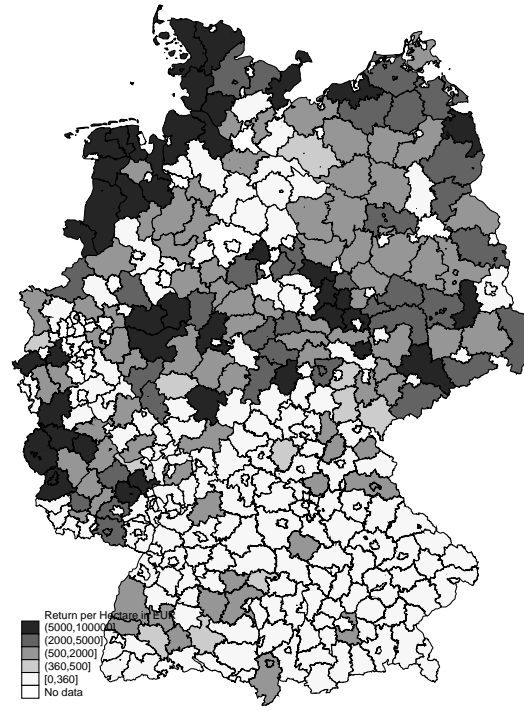 Return per Hectare in EUR
(5000,100000]
(2000,5000]
(500,2000]
(360,500]
[0,360]
No data